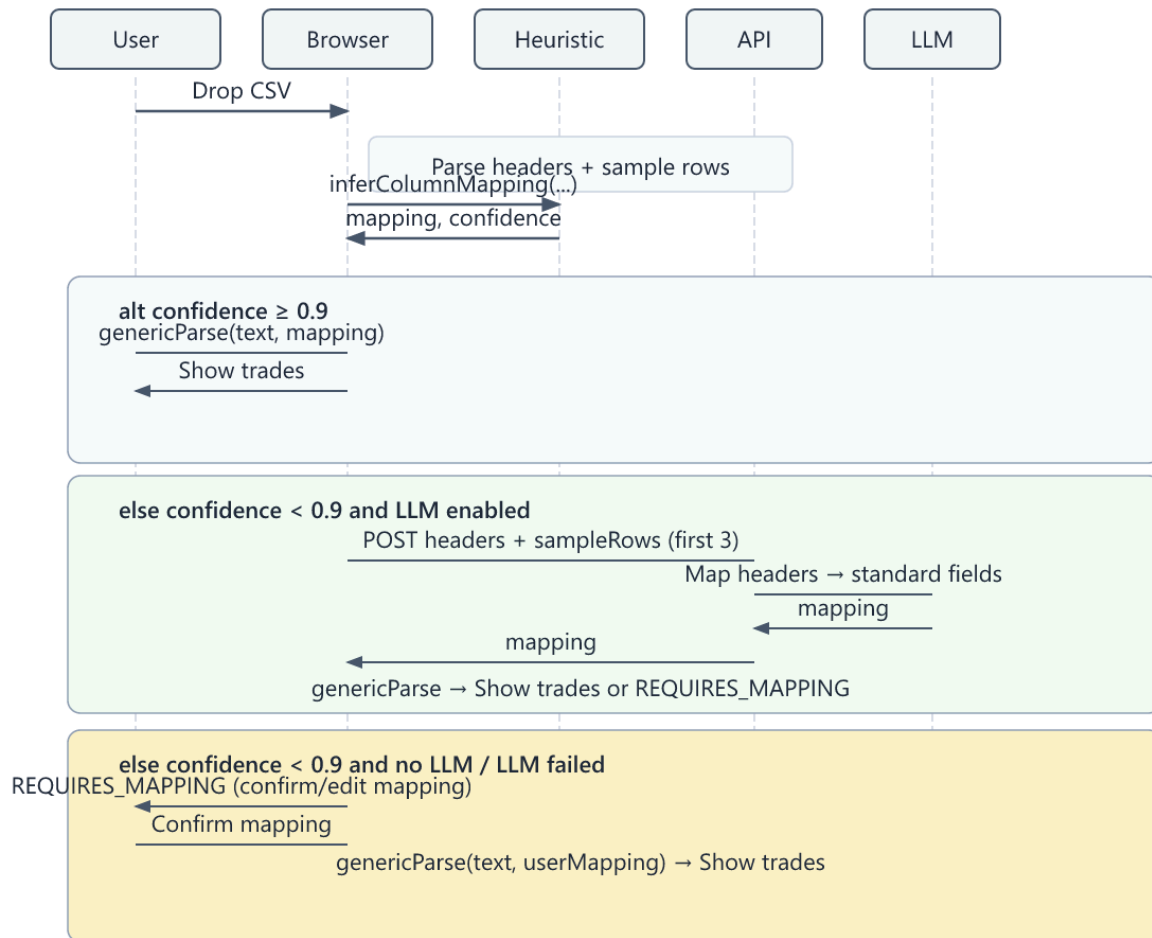 User
Browser
Heuristic
API
LLM
Drop CSV
Parse headers + sample rows
inferColumnMapping(...)
mapping, confidence
alt confidence ≥ 0.9
genericParse(text, mapping)
Show trades
else confidence < 0.9 and LLM enabled
POST headers + sampleRows (first 3)
Map headers → standard fields
mapping
mapping
genericParse → Show trades or REQUIRES_MAPPING
else confidence < 0.9 and no LLM / LLM failed
REQUIRES_MAPPING (confirm/edit mapping)
Confirm mapping
genericParse(text, userMapping) → Show trades